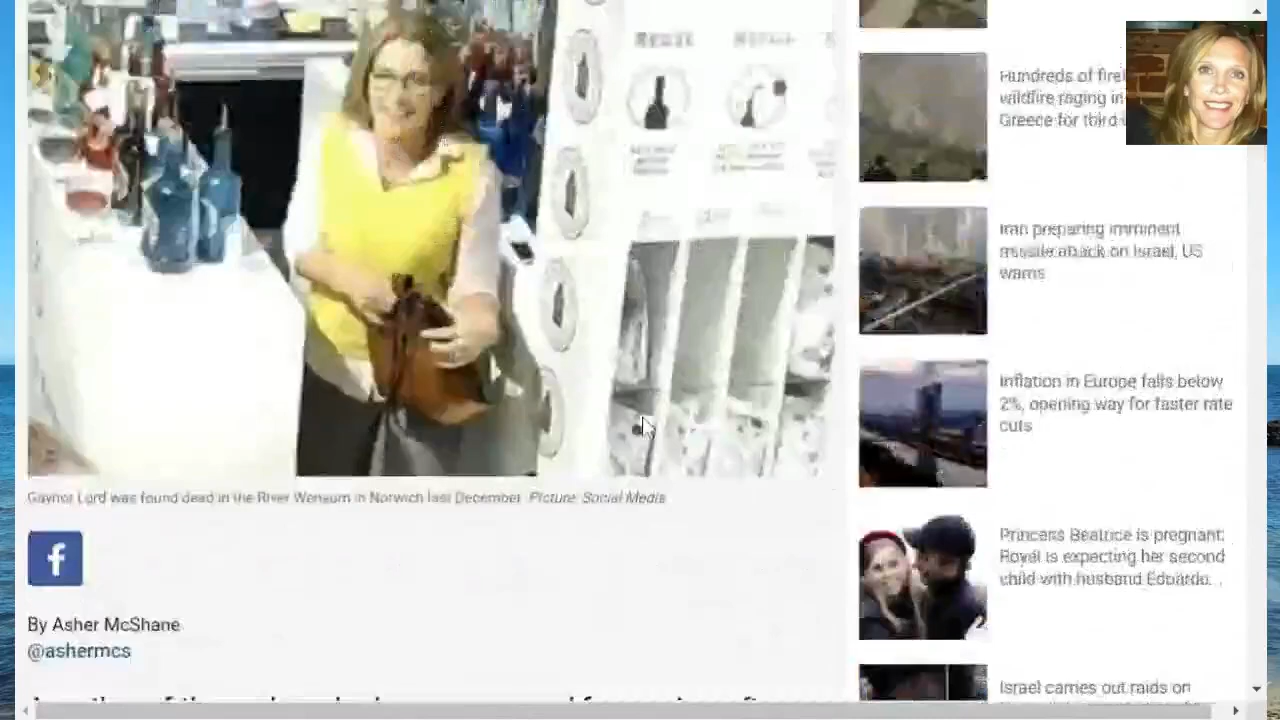 Gaynor Lord was found dead in the River Wensum in Norwich last December. Picture: Social Media
f
By Asher McShane
@ashermcs
Hundreds of
wildfire raging in
Greece for third
Iran preparing imminent
missile attack on Israel, US
warns
Inflation in Europe falls below
2%, opening way for faster rate
cuts
Princess Beatrice is pregnant:
Royal is expecting her second
child with husband Edoardo...
Israel carries out raids on